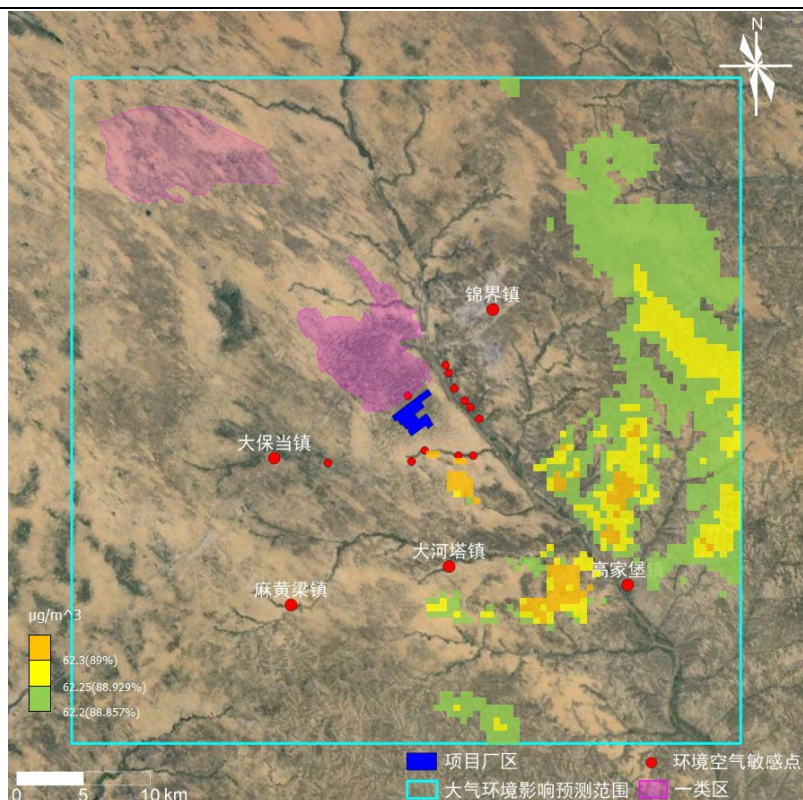 N
锦界镇
大保当镇
大河塔镇
高家堡镇
麻黄梁镇
μg/m^3
62.3(89%)
62.25(88.929%)
62.2(88.857%)
项目厂区
环境空气敏感点
0 5 10 km
大气环境影响预测范围
一类区